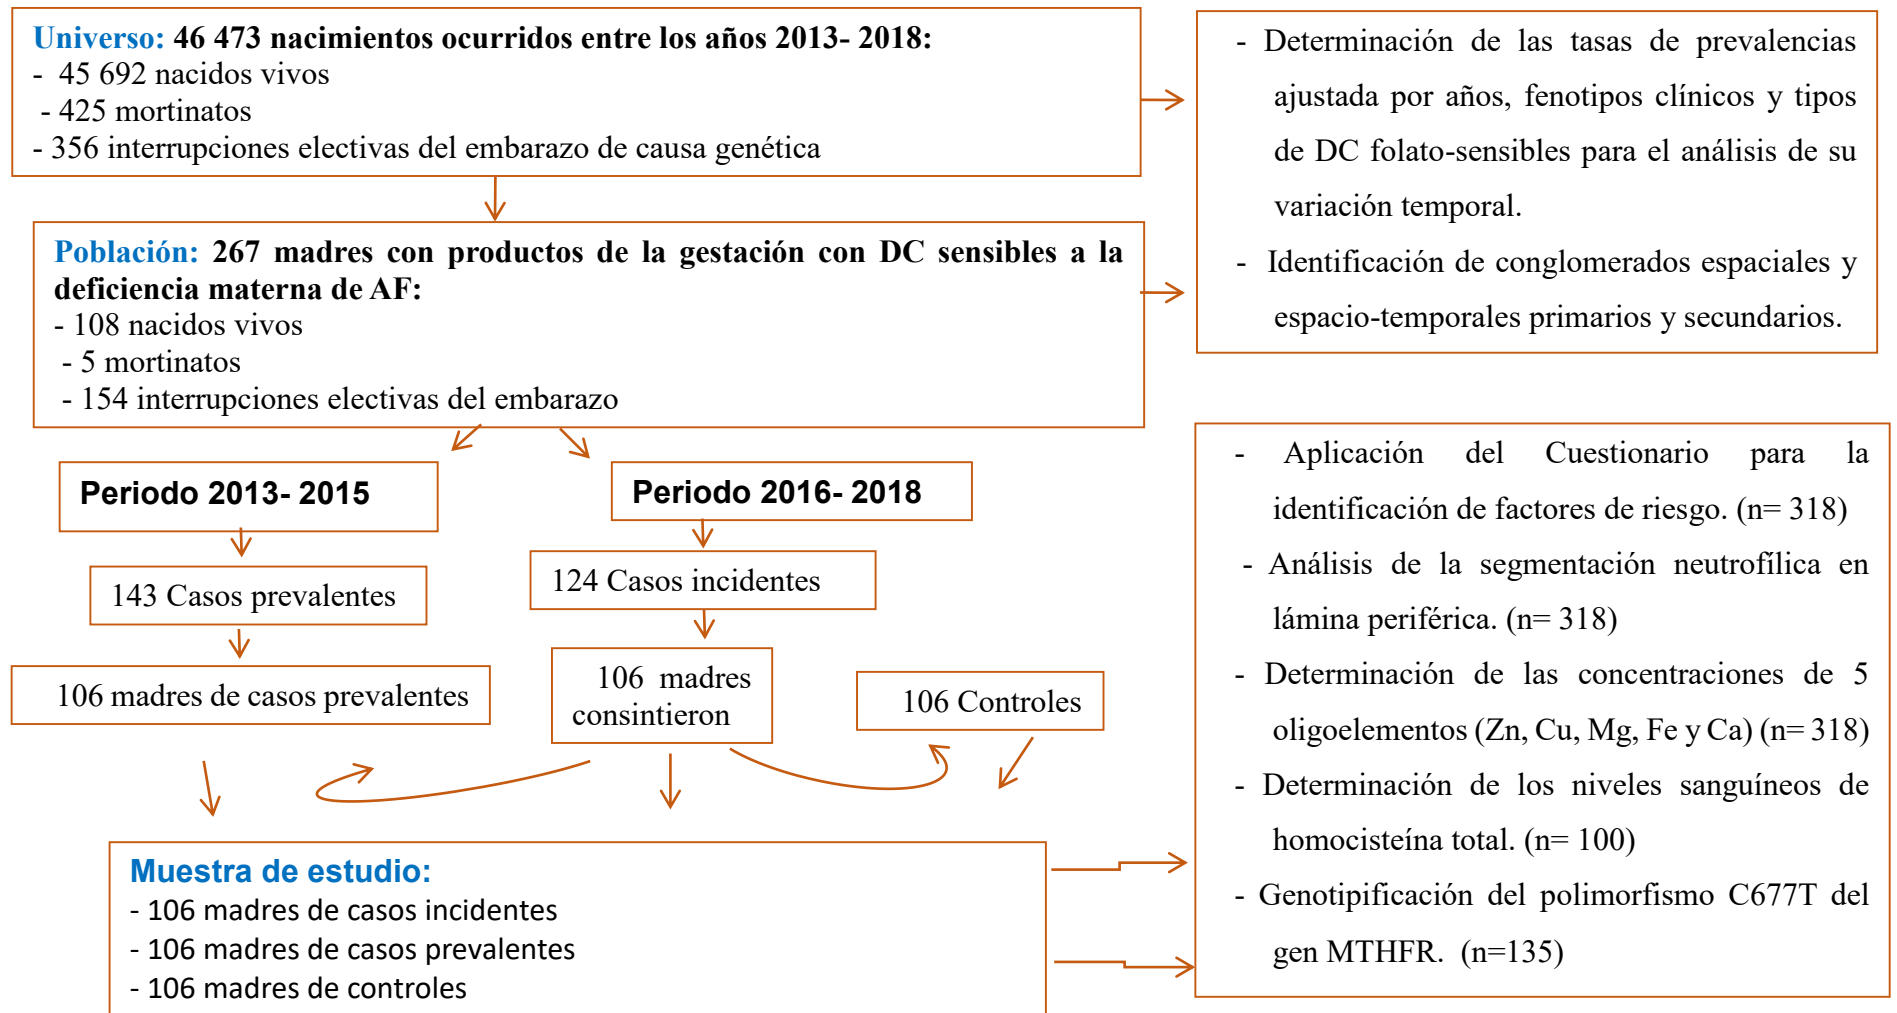 Universo: 46 473 nacimientos ocurridos entre los años 2013- 2018:
- 45 692 nacidos vivos
- 425 mortinatos
- 356 interrupciones electivas del embarazo de causa genética
- Determinación de las tasas de prevalencias
ajustada por años, fenotipos clínicos y tipos
de DC folato-sensibles para el análisis de su
variación temporal.
- Identificación de conglomerados espaciales y
espacio-temporales primarios y secundarios.
Población: 267 madres con productos de la gestación con DC sensibles a la
deficiencia materna de AF:
- 108 nacidos vivos
- 5 mortinatos
- 154 interrupciones electivas del embarazo
Periodo 2013- 2015
Periodo 2016- 2018
143 Casos prevalentes
124 Casos incidentes
106 madres de casos prevalentes
106 madres
consintieron
106 Controles
- Aplicación del Cuestionario para la
identificación de factores de riesgo. (n= 318)
- Análisis de la segmentación neutrofílica en
lámina periférica. (n= 318)
- Determinación de las concentraciones de 5
oligoelementos (Zn, Cu, Mg, Fe y Ca) (n= 318)
- Determinación de los niveles sanguíneos de
homocisteína total. (n= 100)
- Genotipificación del polimorfismo C677T del
gen MTHFR. (n=135)
Muestra de estudio:
- 106 madres de casos incidentes
- 106 madres de casos prevalentes
- 106 madres de controles